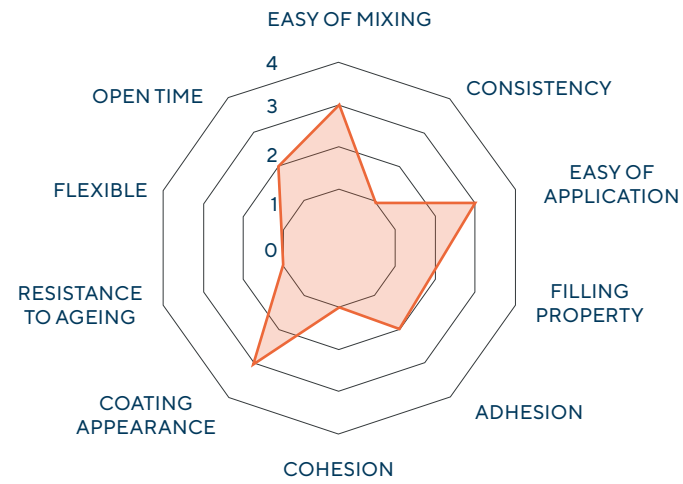 EASY OF MIXING
4
3
2
1
0
CONSISTENCY
EASY OF
APPLICATION
FILLING
PROPERTY
ADHESION
COHESION
COATING
APPEARANCE
RESISTANCE
TO AGEING
FLEXIBLE
OPEN TIME